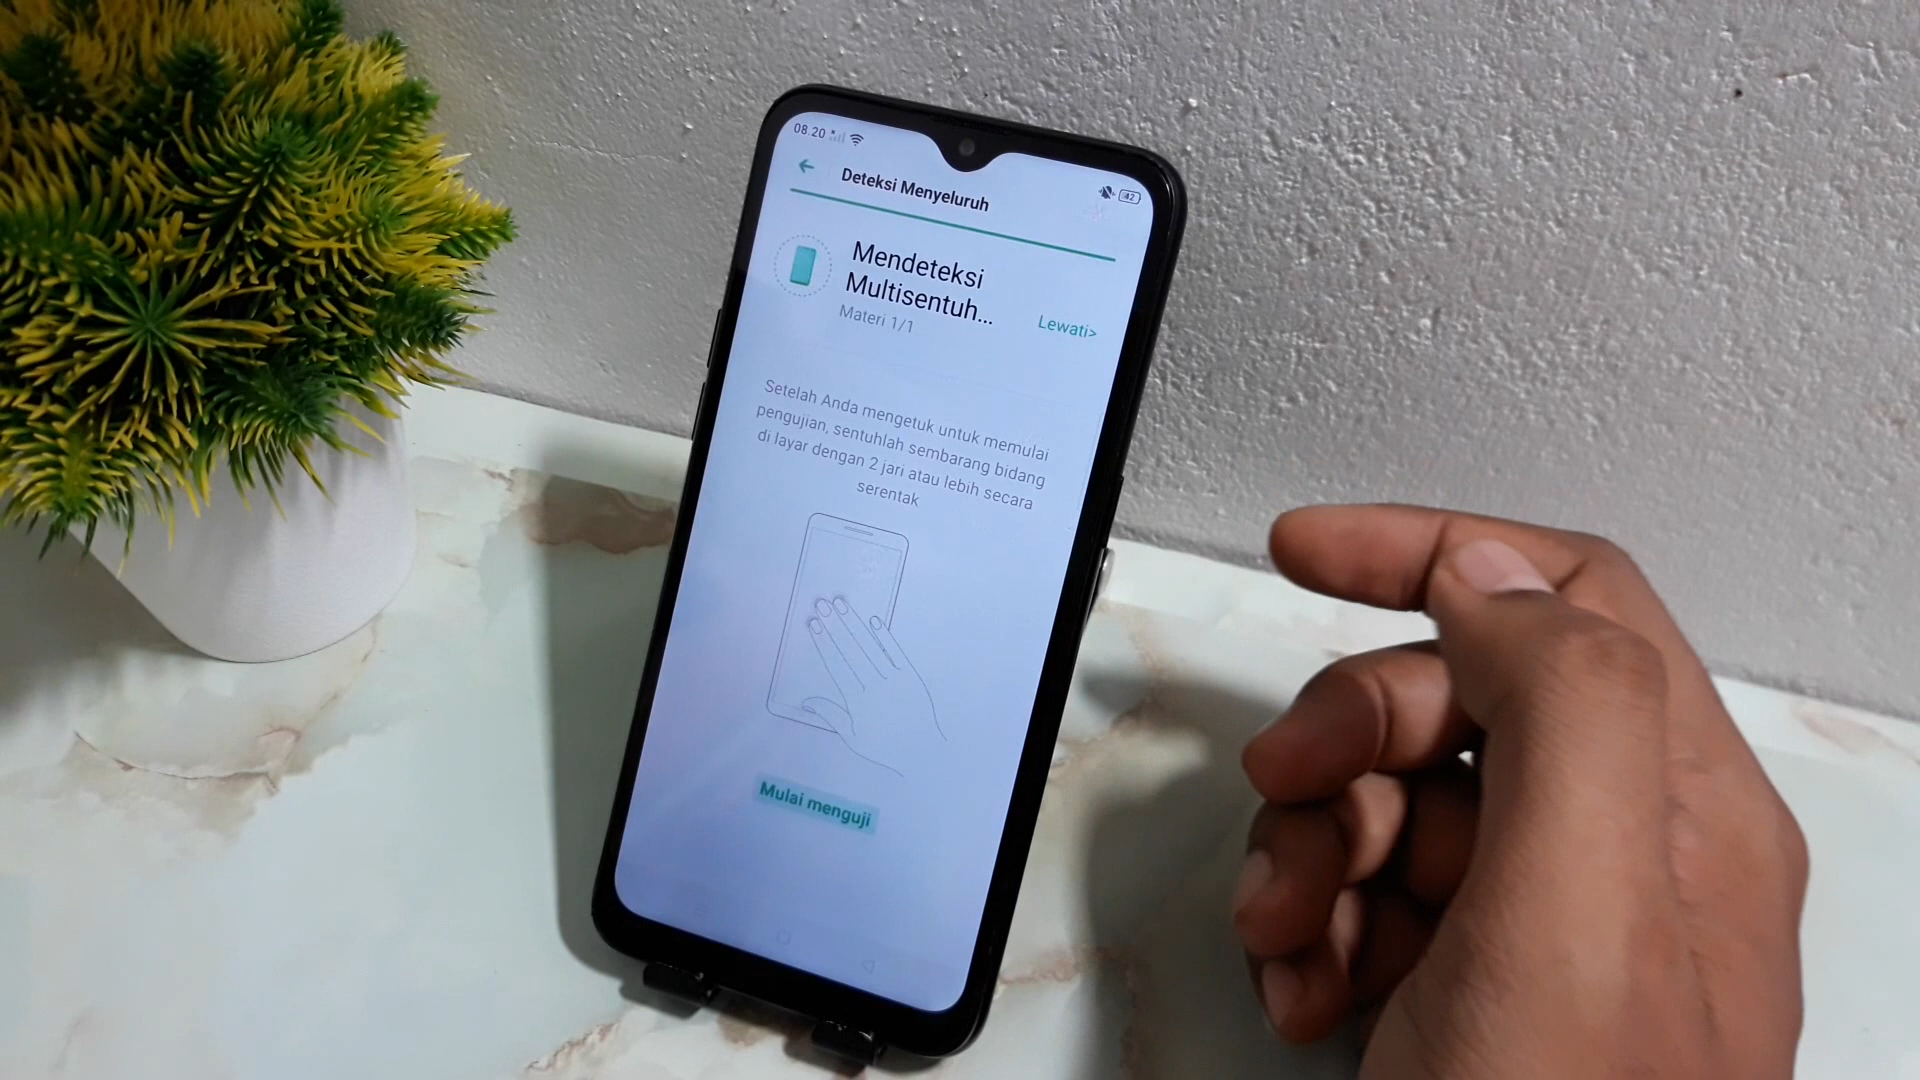 08.20
42
Deteksi Menyeluruh
Mendeteksi
Multisentuh...
Materi 1/1
Lewati>
Setelah Anda mengetuk untuk memulai
pengujian, sentuhlah sembarang bidang
di layar dengan 2 jari atau lebih secara
serentak
Mulai menguji